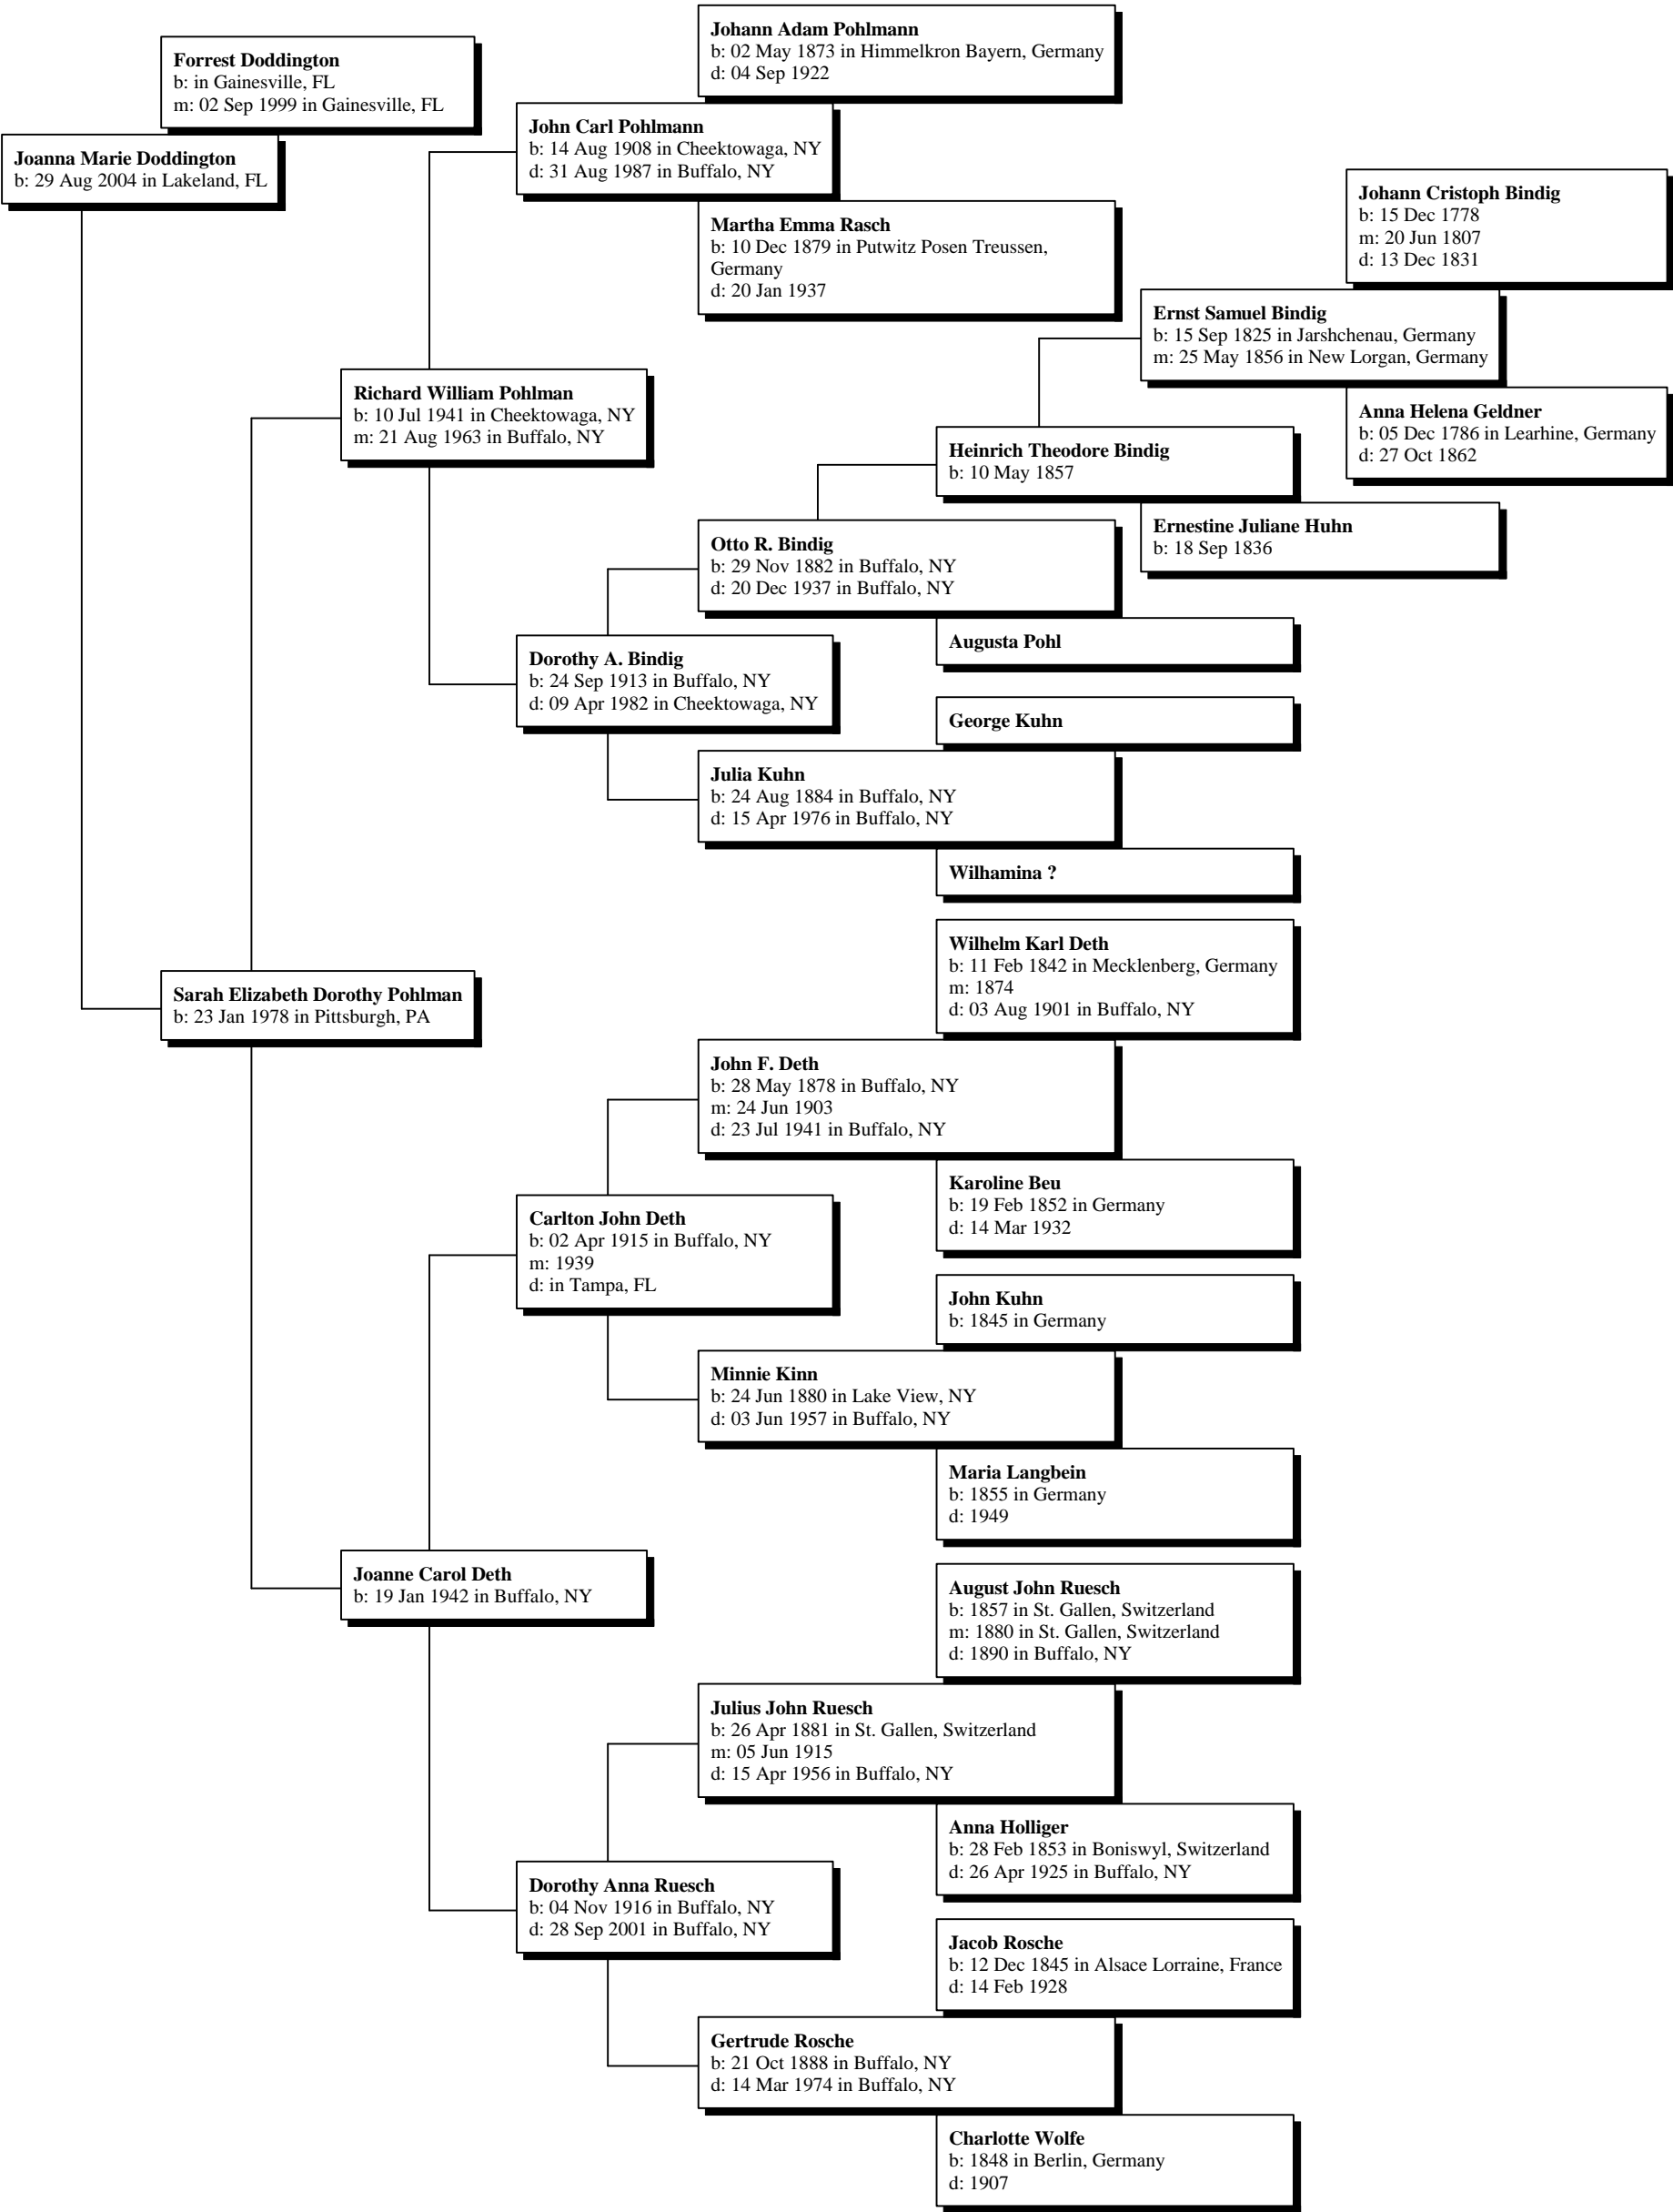 Johann Adam Pohlmann
b: 02 May 1873 in Himmelkron Bayern, Germany
d: 04 Sep 1922
Forrest Doddington
b: in Gainesville, FL
m: 02 Sep 1999 in Gainesville, FL
John Carl Pohlmann
b: 14 Aug 1908 in Cheektowaga, NY
d: 31 Aug 1987 in Buffalo, NY
Joanna Marie Doddington
b: 29 Aug 2004 in Lakeland, FL
Johann Cristoph Bindig
b: 15 Dec 1778
m: 20 Jun 1807
d: 13 Dec 1831
Martha Emma Rasch
b: 10 Dec 1879 in Putwitz Posen Treussen,
Germany
d: 20 Jan 1937
Ernst Samuel Bindig
b: 15 Sep 1825 in Jarshchenau, Germany
m: 25 May 1856 in New Lorgan, Germany
Richard William Pohlman
b: 10 Jul 1941 in Cheektowaga, NY
m: 21 Aug 1963 in Buffalo, NY
Anna Helena Geldner
b: 05 Dec 1786 in Learhine, Germany
d: 27 Oct 1862
Heinrich Theodore Bindig
b: 10 May 1857
Ernestine Juliane Huhn
b: 18 Sep 1836
Otto R. Bindig
b: 29 Nov 1882 in Buffalo, NY
d: 20 Dec 1937 in Buffalo, NY
Augusta Pohl
Dorothy A. Bindig
b: 24 Sep 1913 in Buffalo, NY
d: 09 Apr 1982 in Cheektowaga, NY
George Kuhn
Julia Kuhn
b: 24 Aug 1884 in Buffalo, NY
d: 15 Apr 1976 in Buffalo, NY
Wilhamina ?
Wilhelm Karl Deth
b: 11 Feb 1842 in Mecklenberg, Germany
m: 1874
d: 03 Aug 1901 in Buffalo, NY
Sarah Elizabeth Dorothy Pohlman
b: 23 Jan 1978 in Pittsburgh, PA
John F. Deth
b: 28 May 1878 in Buffalo, NY
m: 24 Jun 1903
d: 23 Jul 1941 in Buffalo, NY
Karoline Beu
b: 19 Feb 1852 in Germany
d: 14 Mar 1932
Carlton John Deth
b: 02 Apr 1915 in Buffalo, NY
m: 1939
d: in Tampa, FL
John Kuhn
b: 1845 in Germany
Minnie Kinn
b: 24 Jun 1880 in Lake View, NY
d: 03 Jun 1957 in Buffalo, NY
Maria Langbein
b: 1855 in Germany
d: 1949
Joanne Carol Deth
b: 19 Jan 1942 in Buffalo, NY
August John Ruesch
b: 1857 in St. Gallen, Switzerland
m: 1880 in St. Gallen, Switzerland
d: 1890 in Buffalo, NY
Julius John Ruesch
b: 26 Apr 1881 in St. Gallen, Switzerland
m: 05 Jun 1915
d: 15 Apr 1956 in Buffalo, NY
Anna Holliger
b: 28 Feb 1853 in Boniswyl, Switzerland
d: 26 Apr 1925 in Buffalo, NY
Dorothy Anna Ruesch
b: 04 Nov 1916 in Buffalo, NY
d: 28 Sep 2001 in Buffalo, NY
Jacob Rosche
b: 12 Dec 1845 in Alsace Lorraine, France
d: 14 Feb 1928
Gertrude Rosche
b: 21 Oct 1888 in Buffalo, NY
d: 14 Mar 1974 in Buffalo, NY
Charlotte Wolfe
b: 1848 in Berlin, Germany
d: 1907